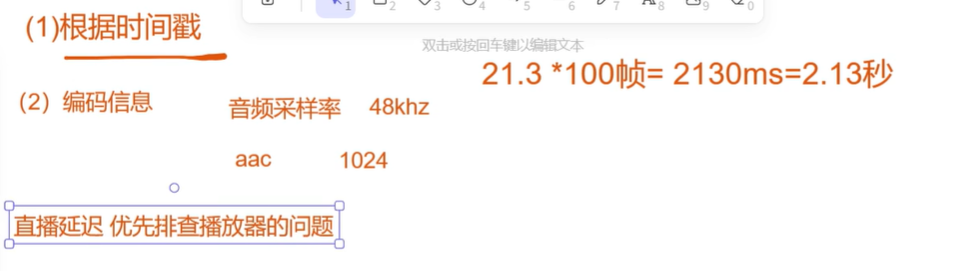 (1)根据时间戳
1 2 3 4 5 6 7 8 9 0
双击或按回车键以编辑文本
21.3 *100帧= 2130ms=2.13秒
(2）编码信息
音频采样率 48khz
aac 1024
直播延迟 优先排查播放器的问题